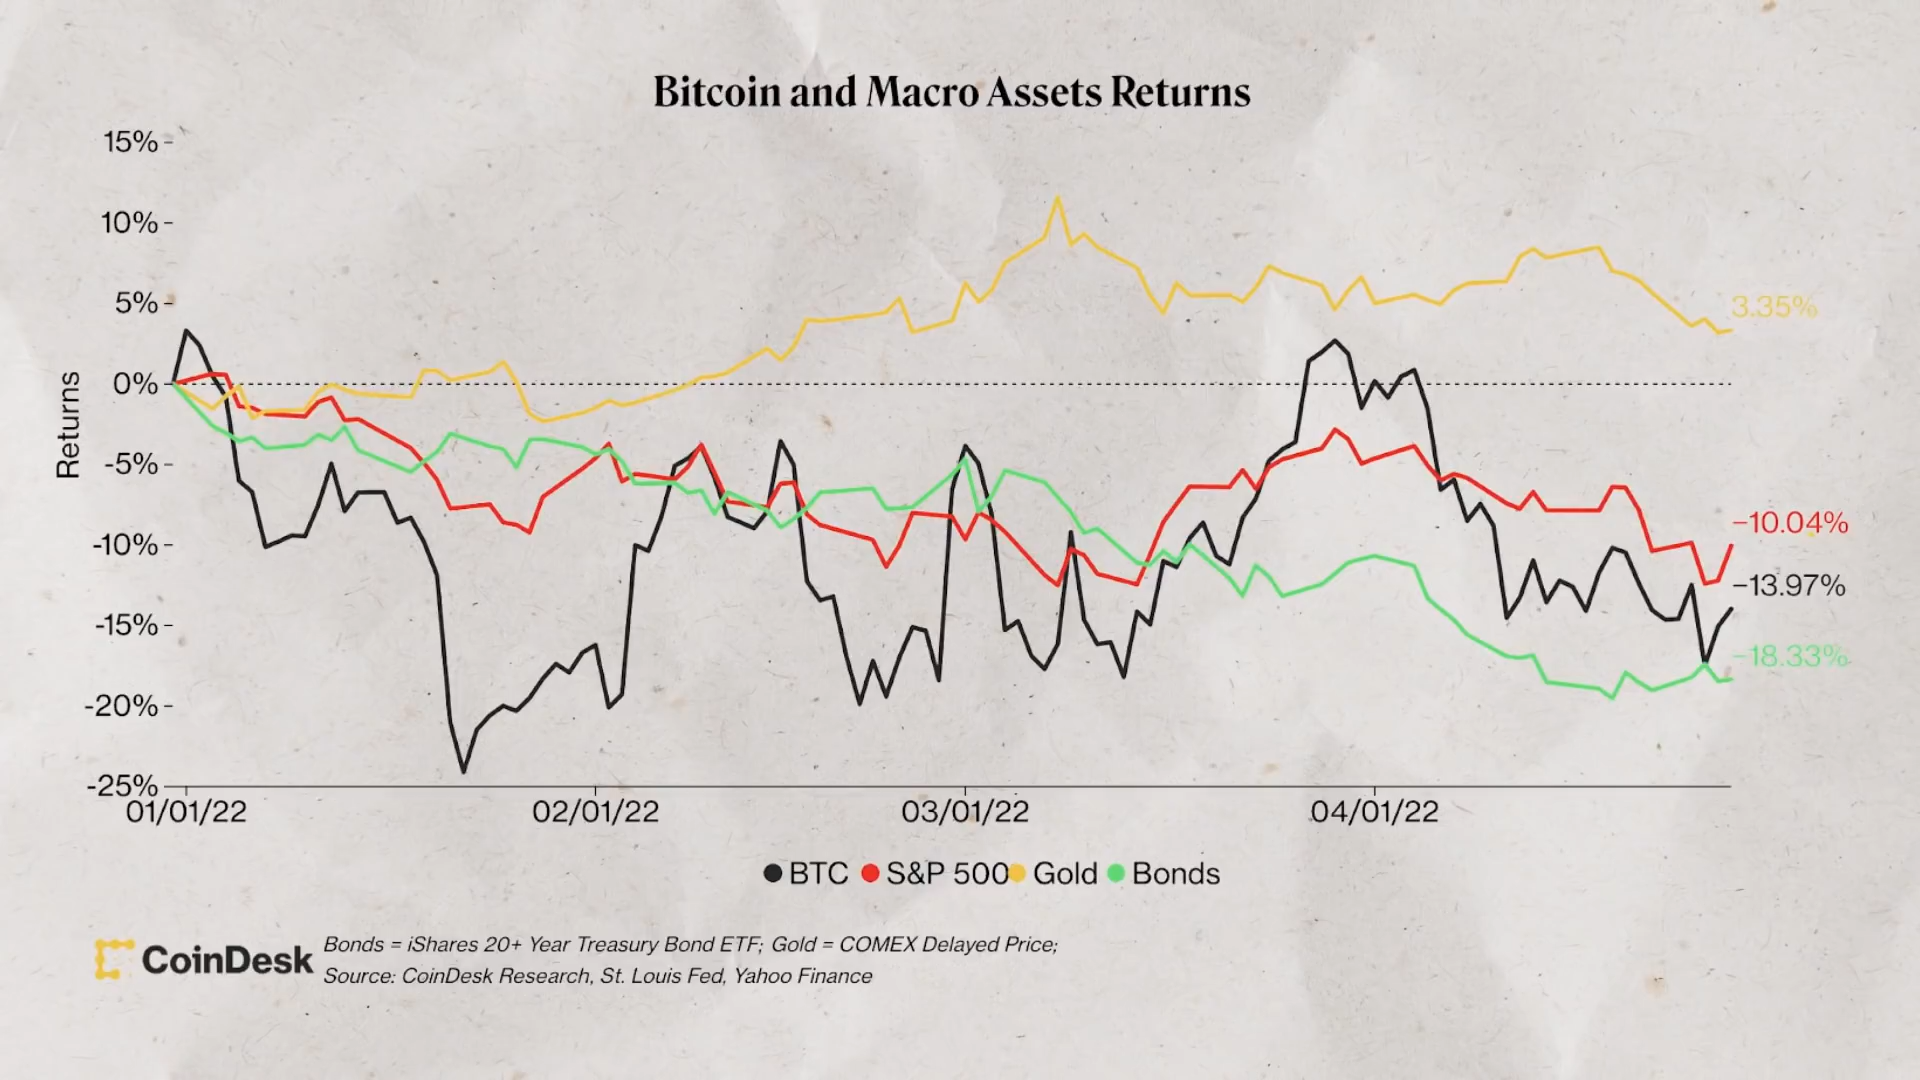 Bitcoin and Macro Assets Returns
15%
10%
5%
0%
-5%
-10%
-15%
-20%
-25%
Returns
3.35%
−10.04%
−13.97%
−18.33%
01/01/22 02/01/22 03/01/22 04/01/22
BTC S&P 500 Gold Bonds
CoinDesk
Bonds = iShares 20+ Year Treasury Bond ETF; Gold = COMEX Delayed Price;
Source: CoinDesk Research, St. Louis Fed, Yahoo Finance